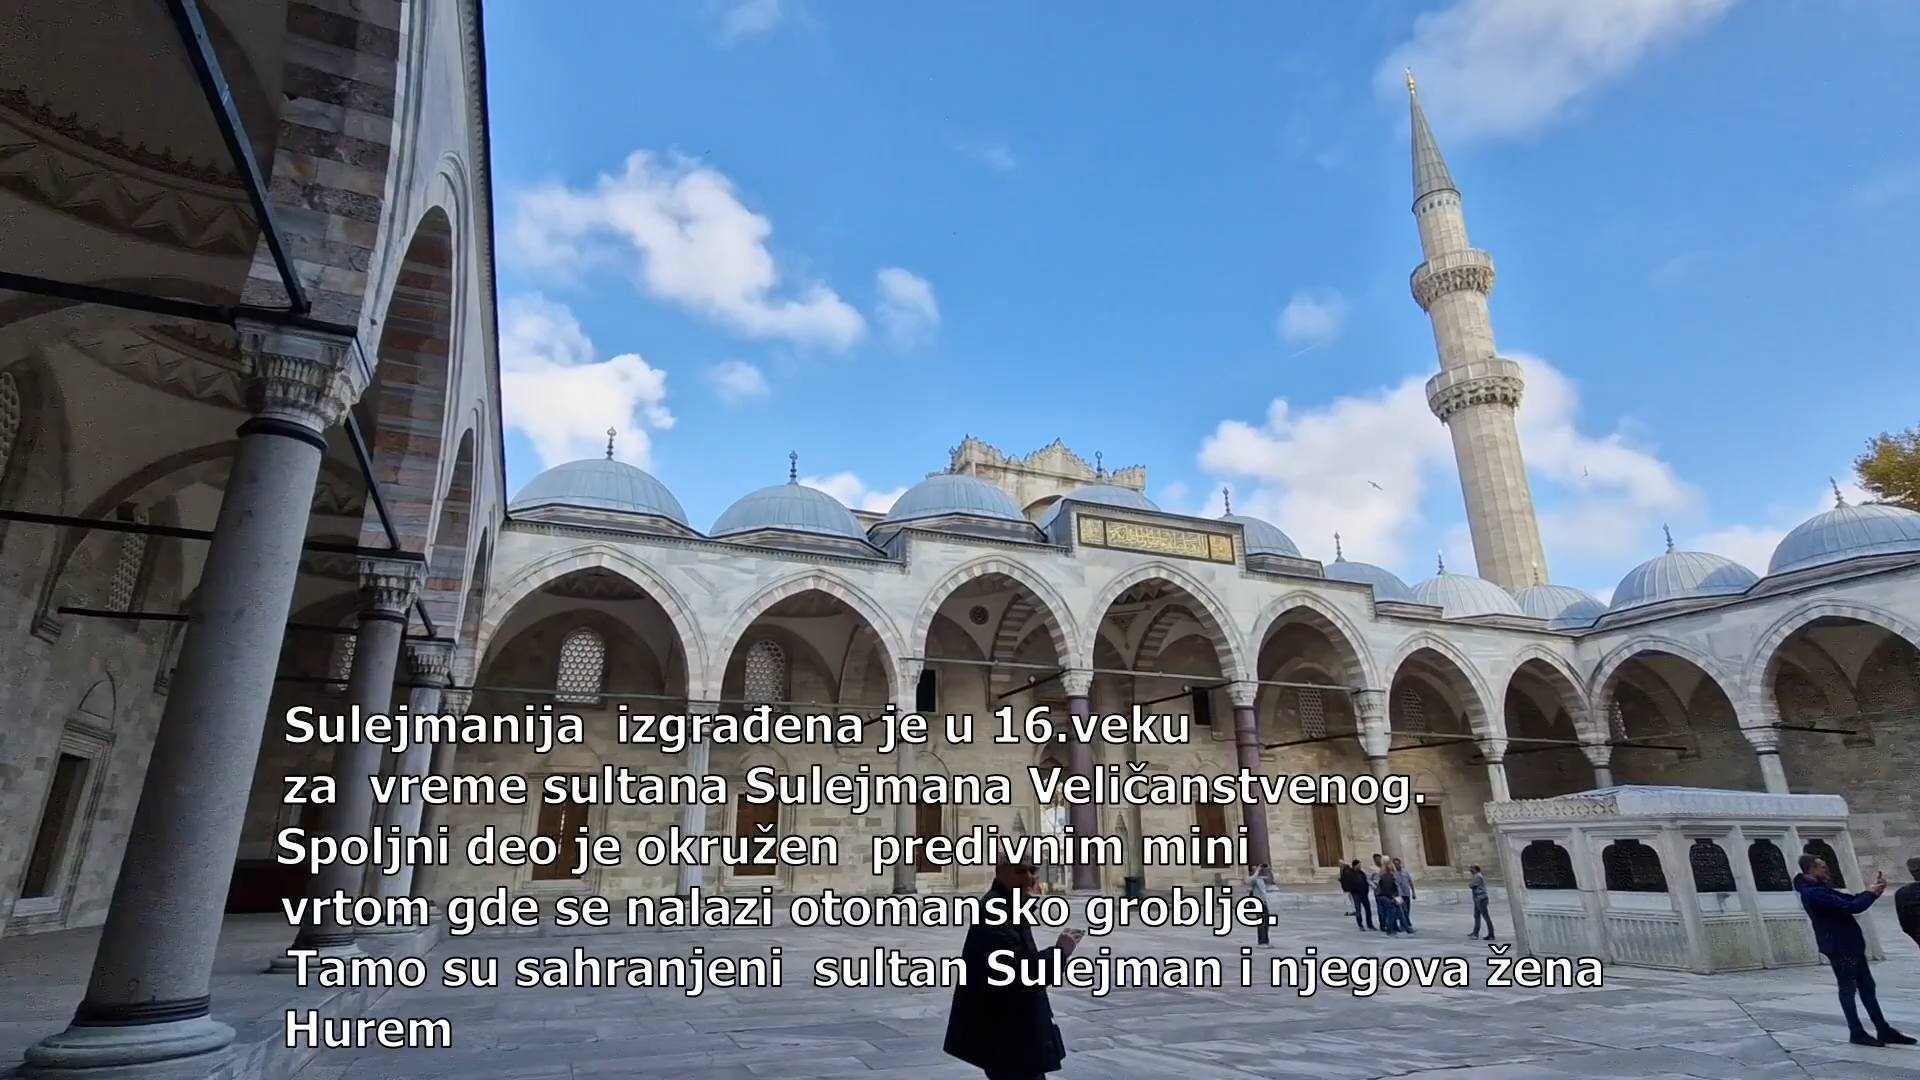 Sulejmanija izgrađena je u 16.veku
za vreme sultana Sulejmana Veličanstvenog.
Spoljni deo je okružen predivnim mini
vrtom gde se nalazi otomansko groblje.
Tamo su sahranjeni sultan Sulejman i njegova žena
Hurem